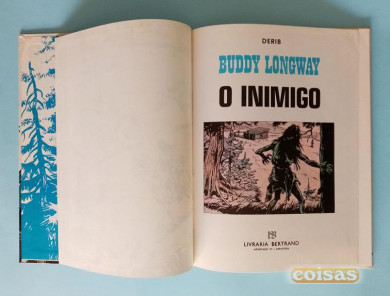 DERIB
BUDDY LONGWAY
O INIMIGO
LIVRARIA BERTRAND
coisas